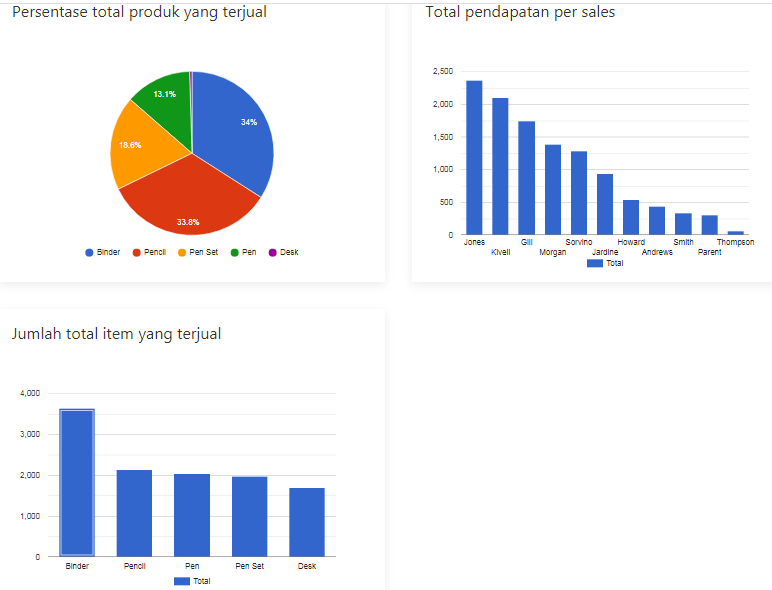 Persentase total produk yang terjual
34%
33.8%
18.6%
13.1%
Binder Pencil Pen Set Pen Desk
Total pendapatan per sales
2,500
2,000
1,500
1,000
500
0
Jones Gill Sorvino Howard Smith Thompson
Kivell Morgan Jardine Andrews Parent
Total
Jumlah total item yang terjual
4,000
3,000
2,000
1,000
0
Binder Pencil Pen Pen Set Desk
Total